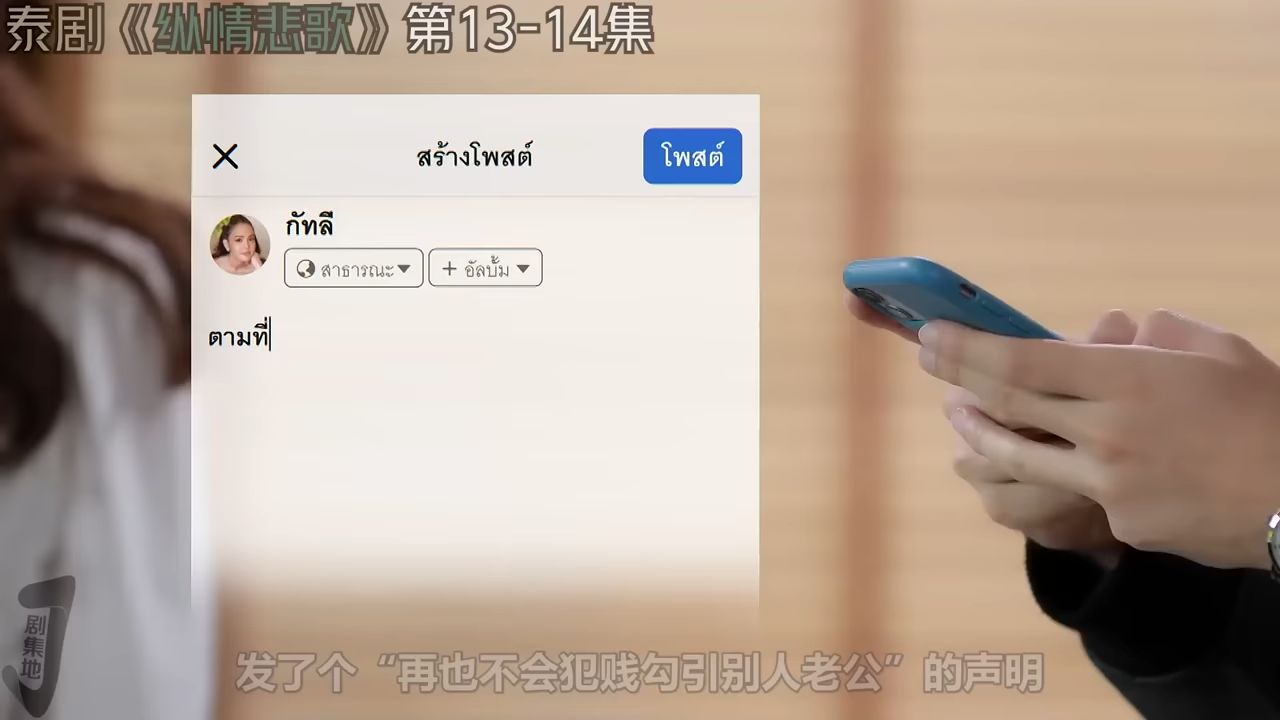 泰剧《纵情悲歌》第13-14集
สร้างโพสต์
โพสต์
กัทลี
สาธารณะ
+ อัลบั้ม
ตามที่
剧集地
发了个“再也不会犯贱勾引别人老公”的声明